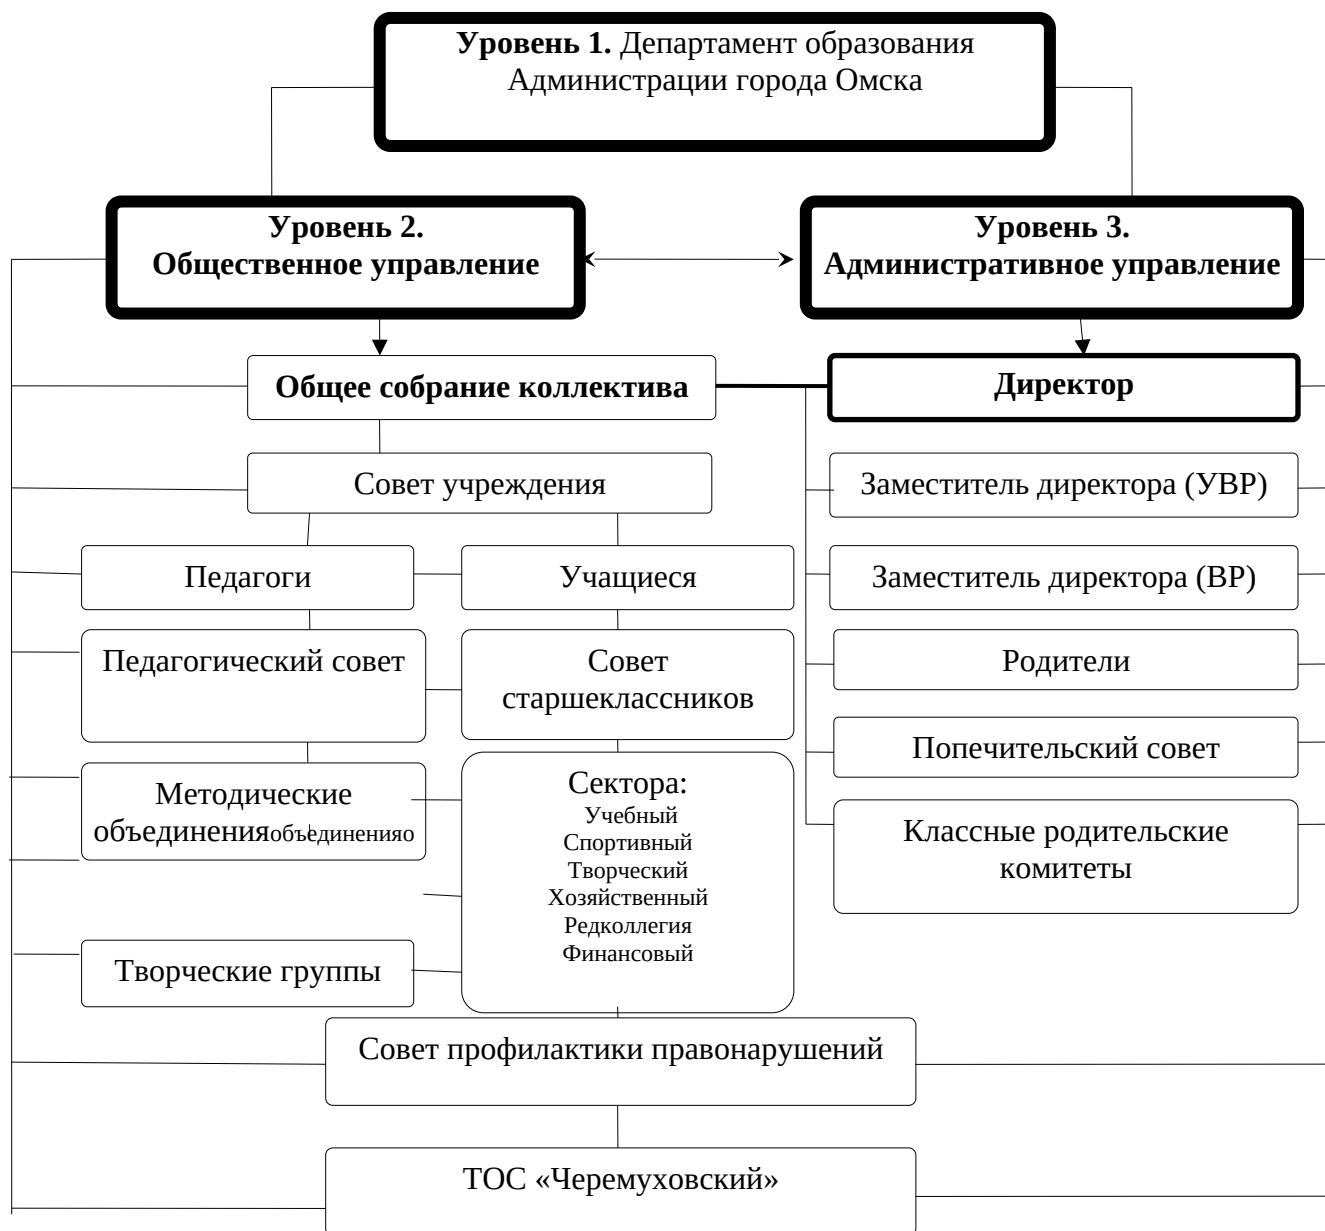 Уровень 1. Департамент образования
Администрации города Омска
Уровень 2.
Общественное управление
Уровень 3.
Административное управление
Общее собрание коллектива
Директор
Совет учреждения
Заместитель директора (УВР)
Педагоги
Учащиеся
Заместитель директора (ВР)
Педагогический совет
Совет
старшеклассников
Родители
Попечительский совет
Методические
объединенияобъединенияо
Сектора:
Учебный
Спортивный
Творческий
Хозяйственный
Редколлегия
Финансовый
Классные родительские
комитеты
Творческие группы
Совет профилактики правонарушений
ТОС «Черемуховский»